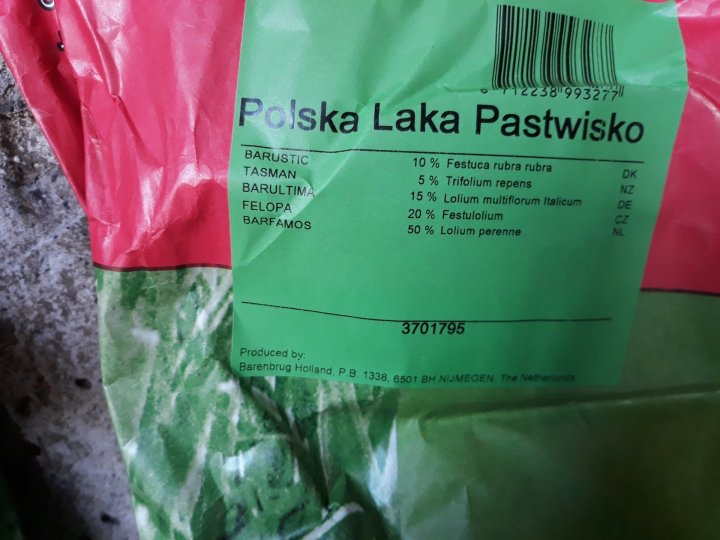 712238 993277
Polska Laka Pastwisko
BARUSTIC 10 % Festuca rubra rubra DK
TASMAN 5 % Trifolium repens NZ
BARULTIMA 15 % Lolium multiflorum Italicum DE
FELOPA 20 % Festulolium CZ
BARFAMOS 50 % Lolium perenne NL
3701795
Produced by:
Barenbrug Holland, P.B. 1338, 6501 BH NIJMEGEN, The Netherlands